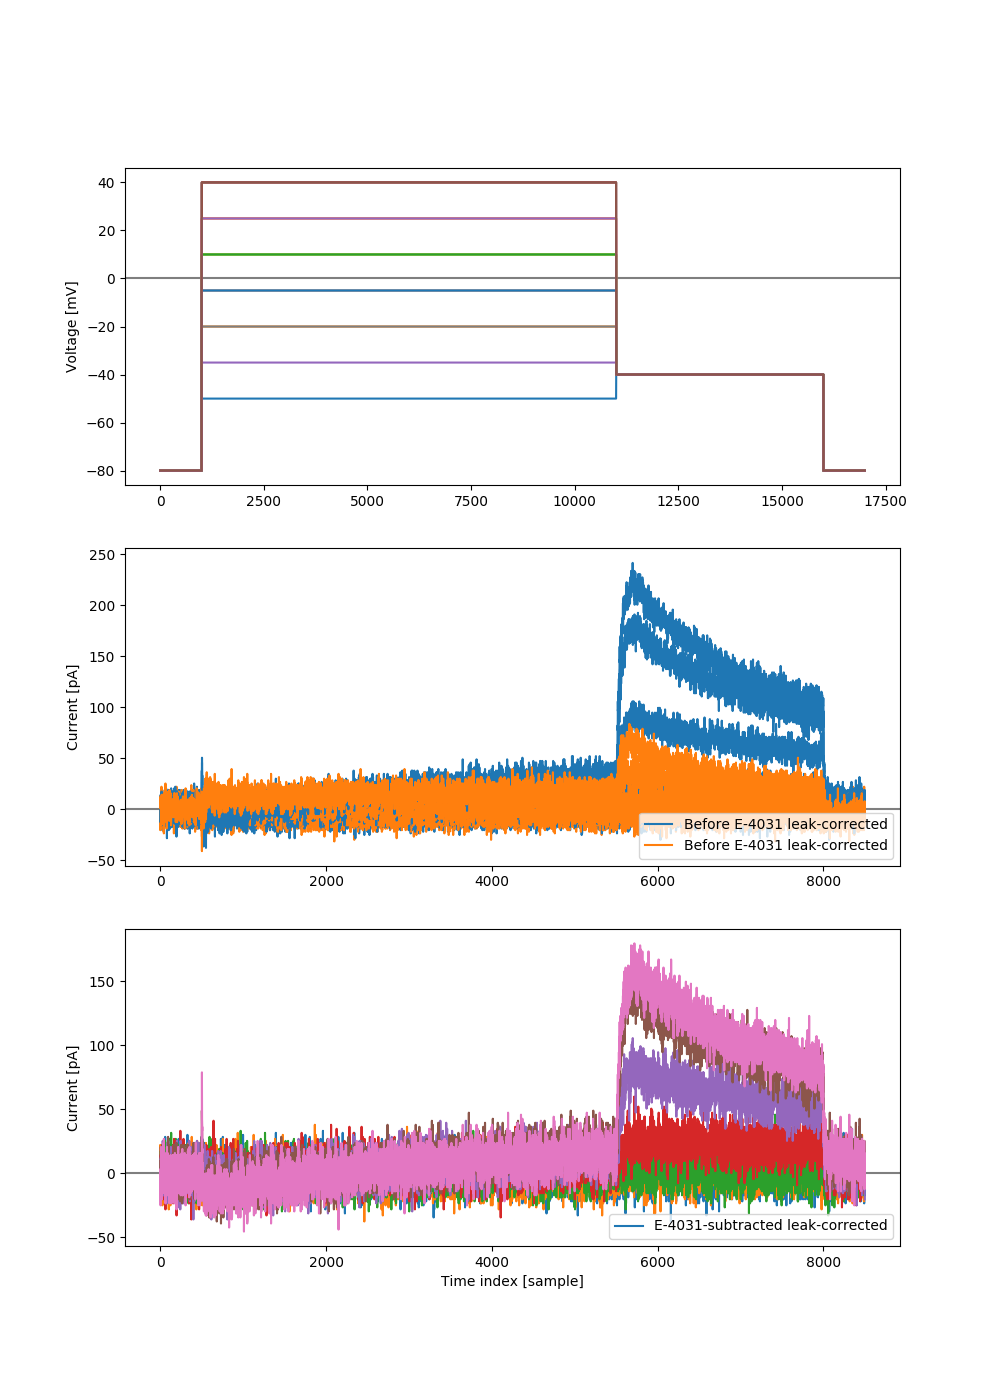 40
20
0
−20
−40
−60
−80
Voltage [mV]
0 2500 5000 7500 10000 12500 15000 17500
250
200
150
100
50
0
−50
Current [pA]
Before E-4031 leak-corrected
Before E-4031 leak-corrected
0 2000 4000 6000 8000
150
100
50
0
−50
Current [pA]
E-4031-subtracted leak-corrected
0 2000 4000 6000 8000
Time index [sample]